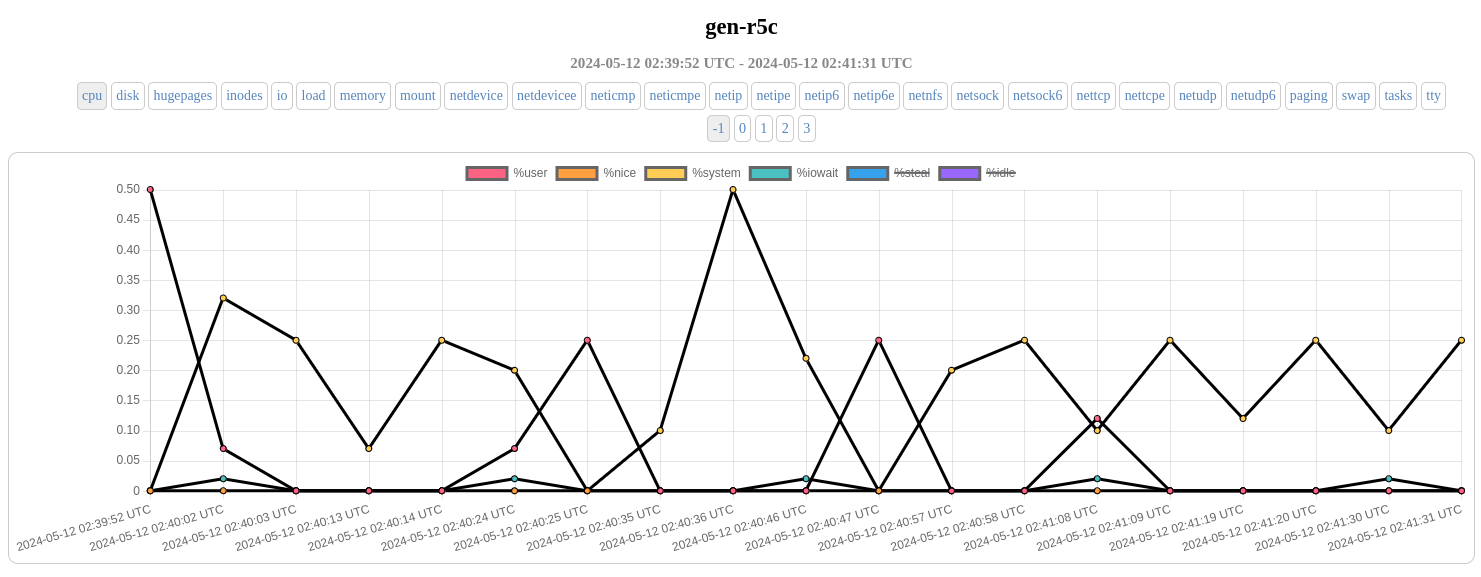 gen-r5c
2024-05-12 02:39:52 UTC - 2024-05-12 02:41:31 UTC
cpu disk hugepages inodes io load memory mount netdevice netdevicee neticmp neticmpe netip netipe netip6 netip6e netnfs netsock netsock6 nettcp nettcpe netudp netudp6 paging swap tasks tty
-1 0 1 2 3
%user %nice %system %iowait %steal %idle
0.50
0.45
0.40
0.35
0.30
0.25
0.20
0.15
0.10
0.05
0
2024-05-12 02:39:52 UTC
2024-05-12 02:40:02 UTC
2024-05-12 02:40:03 UTC
2024-05-12 02:40:13 UTC
2024-05-12 02:40:14 UTC
2024-05-12 02:40:24 UTC
2024-05-12 02:40:25 UTC
2024-05-12 02:40:35 UTC
2024-05-12 02:40:36 UTC
2024-05-12 02:40:46 UTC
2024-05-12 02:40:47 UTC
2024-05-12 02:40:57 UTC
2024-05-12 02:40:58 UTC
2024-05-12 02:41:08 UTC
2024-05-12 02:41:09 UTC
2024-05-12 02:41:19 UTC
2024-05-12 02:41:20 UTC
2024-05-12 02:41:30 UTC
2024-05-12 02:41:31 UTC